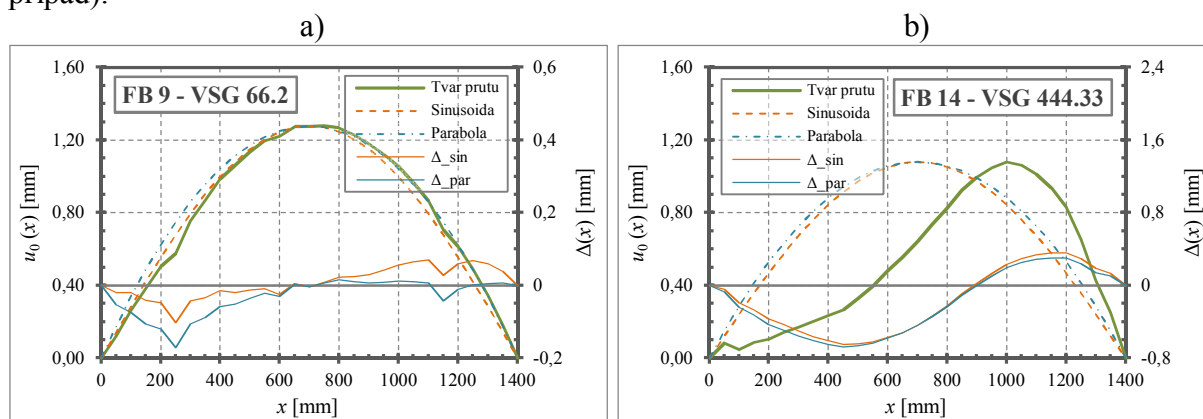 případ).
a)
b)
FB 9 - VSG 66.2
Tvar prutu
Sinusoida
Parabola
Δ_sin
Δ_par
1,60
1,20
0,80
0,40
0,00
0,6
0,4
0,2
0
-0,2
0 200 400 600 800 1000 1200 1400
u0 (x) [mm]
Δ(x) [mm]
x [mm]
FB 14 - VSG 444.33
Tvar prutu
Sinusoida
Parabola
Δ_sin
Δ_par
1,60
1,20
0,80
0,40
0,00
2,4
1,6
0,8
0
-0,8
0 200 400 600 800 1000 1200 1400
u0 (x) [mm]
Δ(x) [mm]
x [mm]